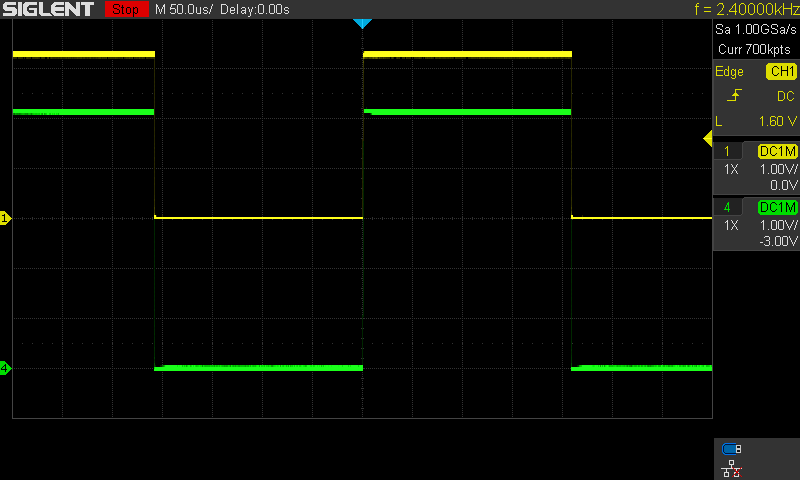 SIGLENT Stop M 50.0us/ Delay:0.00s f = 2.40000kHz
Sa 1.00GSa/s
Curr 700kpts
Edge CH1
DC
L 1.60 V
1 DC1M
1X 1.00V/
0.0V
4 DC1M
1X 1.00V/
-3.00V
1
4